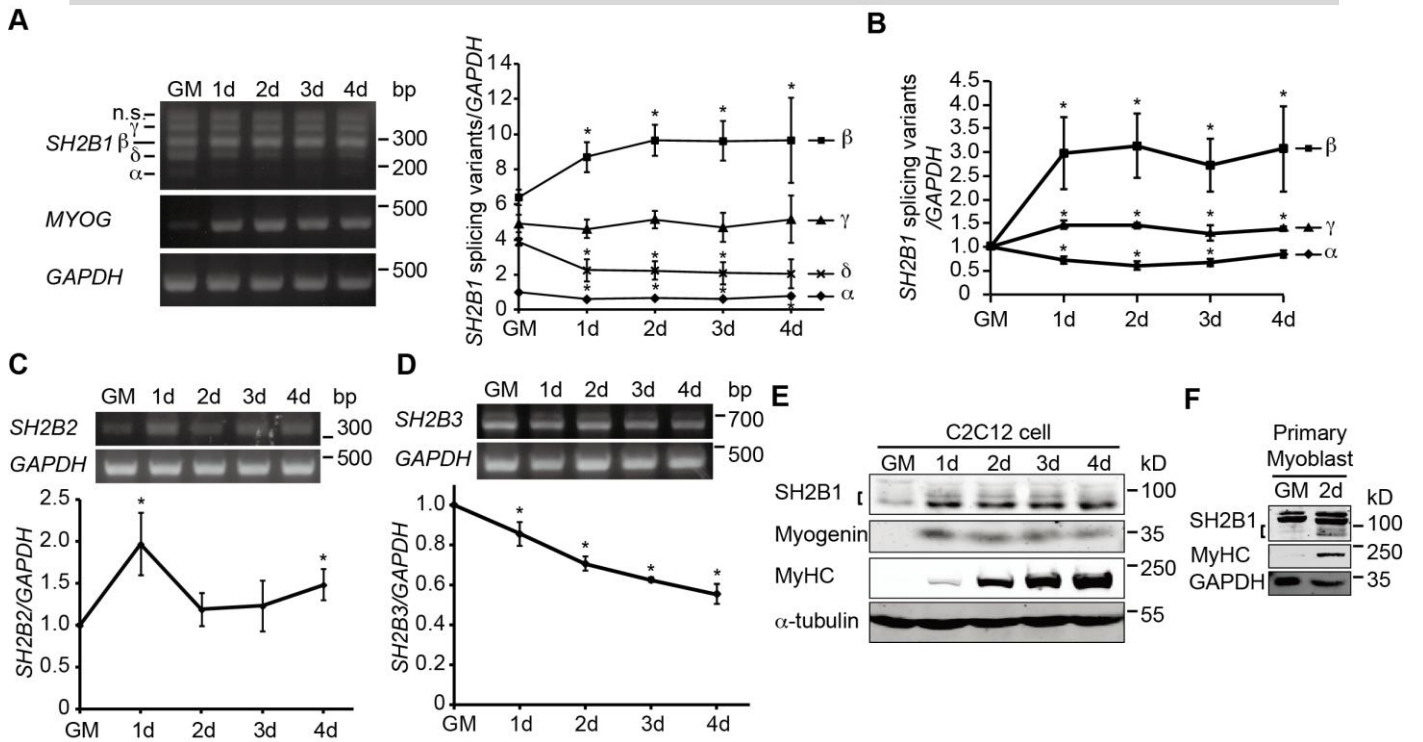 A
GM 1d 2d 3d 4d bp
n.s.
γ
SH2B1 β
δ
α
300
200
MYOG
500
GAPDH
500
SH2B1 splicing variants/GAPDH
14
12
10
8
6
4
2
0
* * * *
* * *
* * * *
β
γ
δ
α
GM 1d 2d 3d 4d
B
SH2B1 splicing variants
/GAPDH
4.5
4.0
3.5
3.0
2.5
2.0
1.5
1.0
0.5
0
* * * *
* * * *
* * *
β
γ
α
GM 1d 2d 3d 4d
C
GM 1d 2d 3d 4d bp
SH2B2
300
GAPDH
500
SH2B2/GAPDH
2.5
2.0
1.5
1.0
0.5
0
* *
GM 1d 2d 3d 4d
D
GM 1d 2d 3d 4d bp
SH2B3
700
GAPDH
500
SH2B3/GAPDH
1.0
0.8
0.6
0.4
0.2
0
* * * *
GM 1d 2d 3d 4d
E
C2C12 cell
GM 1d 2d 3d 4d kD
SH2B1
100
Myogenin
35
MyHC
250
α-tubulin
55
F
Primary
Myoblast
GM 2d kD
SH2B1
100
MyHC
250
GAPDH
35